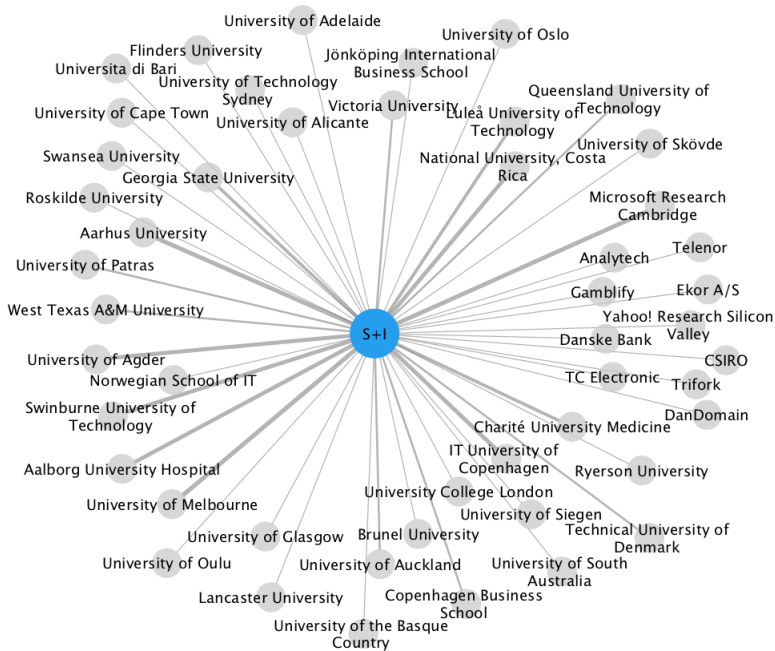 University of Adelaide
University of Oslo
Flinders University
Jönköping International
Business School
Universita di Bari
University of Technology
Sydney
Queensland University of
Technology
University of Cape Town
Victoria University
Luleå University of
Technology
University of Alicante
University of Skövde
Swansea University
National University, Costa
Rica
Georgia State University
Roskilde University
Microsoft Research
Cambridge
Aarhus University
Telenor
Analytech
University of Patras
Gamblify
Ekor A/S
West Texas A&M University
Yahoo! Research Silicon
Valley
S+I
Danske Bank
University of Agder
CSIRO
Norwegian School of IT
TC Electronic
Trifork
Swinburne University of
Technology
DanDomain
Charité University Medicine
IT University of
Copenhagen
Aalborg University Hospital
Ryerson University
University College London
University of Melbourne
University of Siegen
University of Glasgow
Brunel University
Technical University of
Denmark
University of Oulu
University of Auckland
University of South
Australia
Lancaster University
Copenhagen Business
School
University of the Basque
Country